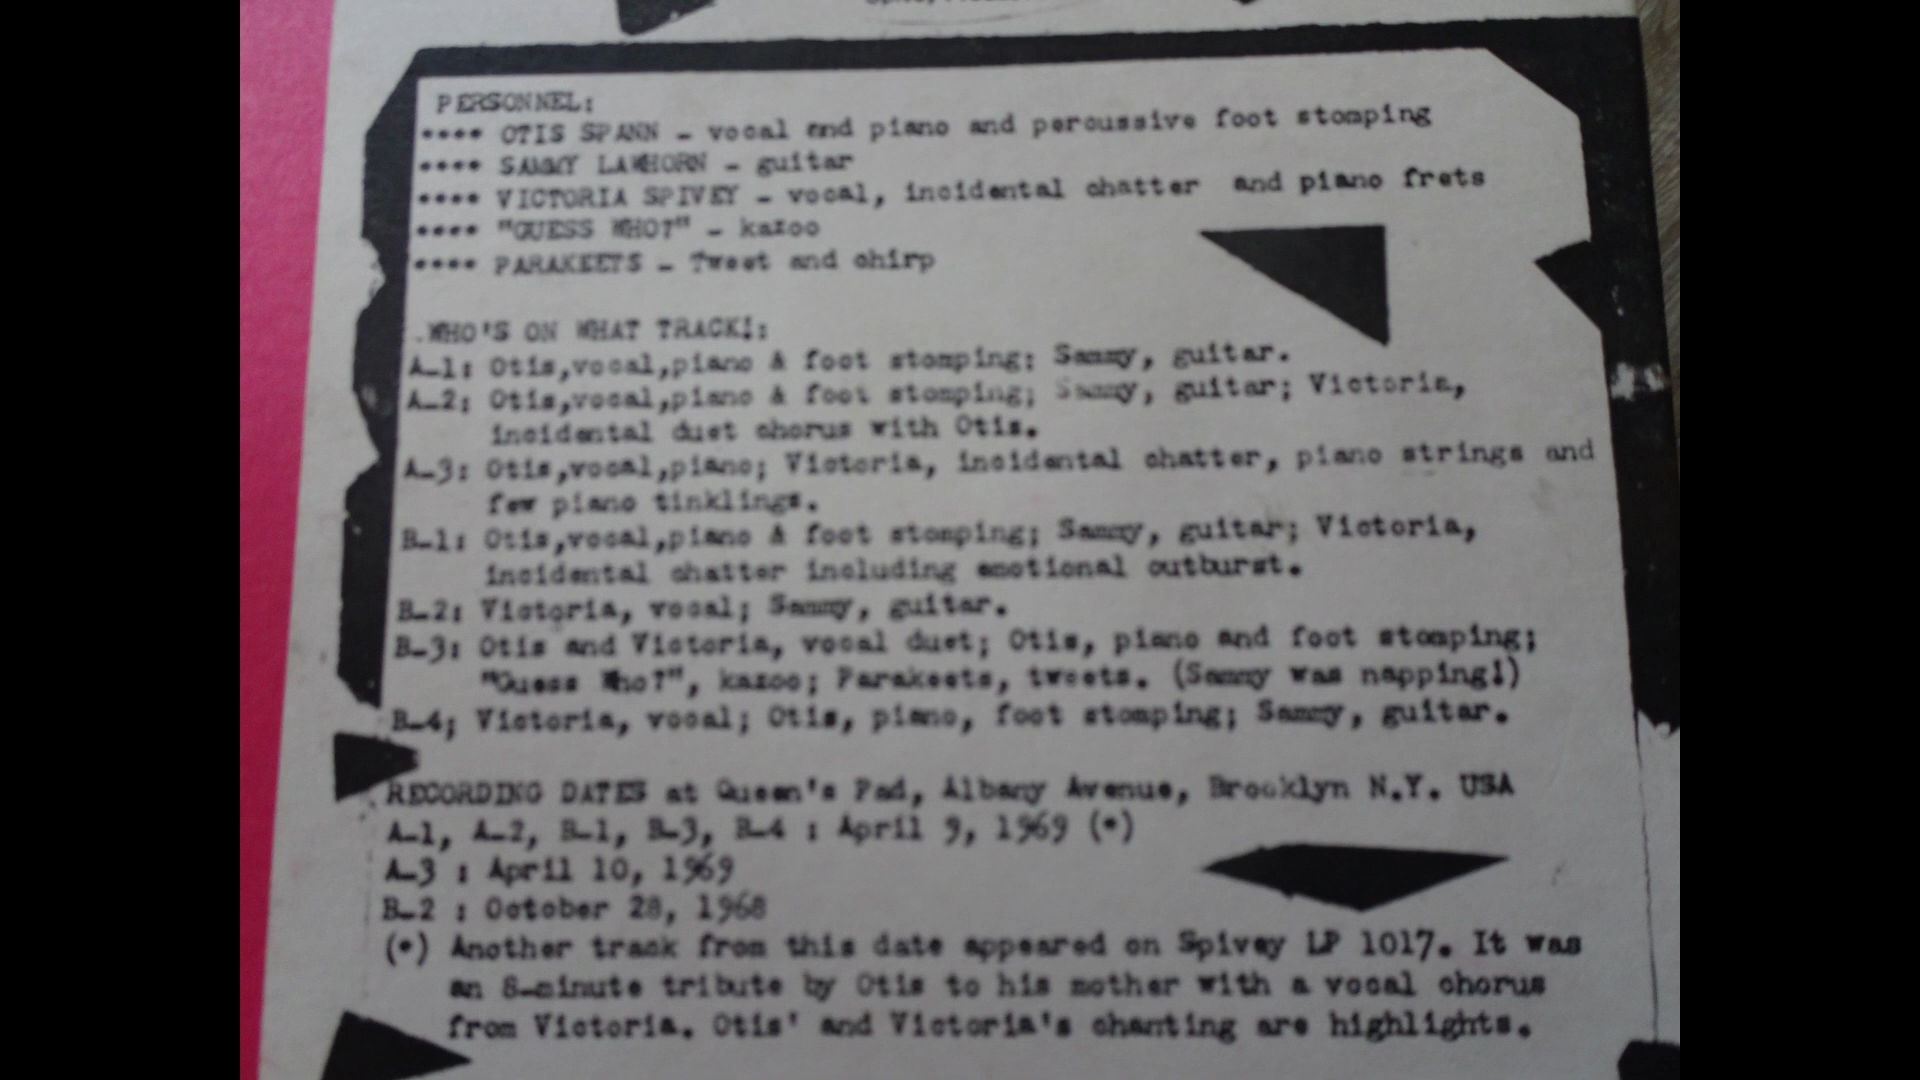 PERSONNEL:
**** OTIS SPANN - vocal and piano and percussive foot stomping
**** SAMMY LAWHORN - guitar
**** VICTORIA SPIVEY - vocal, incidental chatter and piano frets
**** "GUESS WHO?" - kazoo
**** PARAKEETS - Tweet and chirp
.WHO'S ON WHAT TRACK!:
A-1: Otis,vocal,piano & foot stomping; Sammy, guitar.
A-2; Otis,vocal,piano & foot stomping; Sammy, guitar; Victoria,
incidental duet chorus with Otis.
A-3: Otis,vocal,piano; Victoria, incidental chatter, piano strings and
few piano tinklings.
B-1: Otis,vocal,piano & foot stomping; Sammy, guitar; Victoria,
incidental chatter including emotional outburst.
B-2: Victoria, vocal; Sammy, guitar.
B-3: Otis and Victoria, vocal duet; Otis, piano and foot stomping;
"Guess Who?", kazoo; Parakeets, tweets. (Sammy was napping!)
B-4; Victoria, vocal; Otis, piano, foot stomping; Sammy, guitar.
RECORDING DATES at Queen's Pad, Albany Avenue, Brooklyn N.Y. USA
A-1, A-2, B-1, B-3, B-4 : April 9, 1969 (*)
A-3 : April 10, 1969
B-2 : October 28, 1968
(*) Another track from this date appeared on Spivey LP 1017. It was
an 8-minute tribute by Otis to his mother with a vocal chorus
from Victoria. Otis' and Victoria's chanting are highlights.